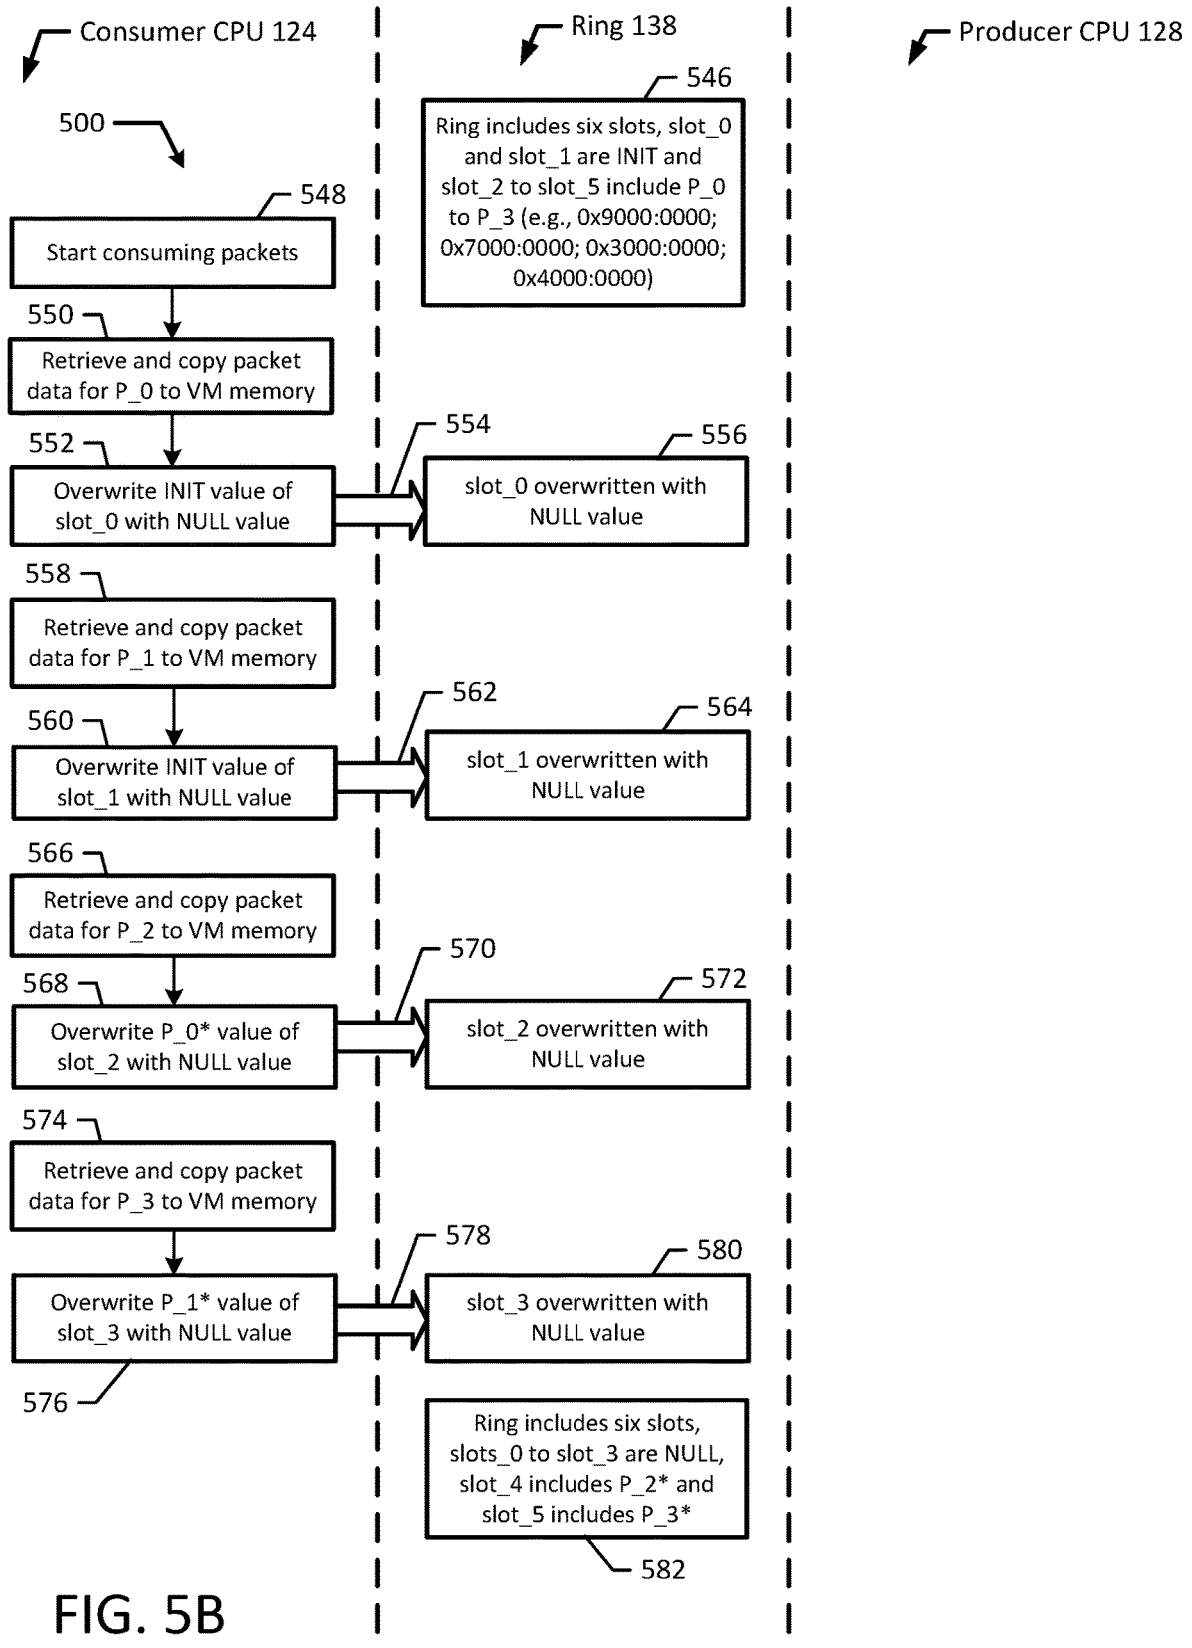 Consumer CPU 124
Ring 138
Producer CPU 128
500
546
Ring includes six slots, slot_0
and slot_1 are INIT and
slot_2 to slot_5 include P_0
to P_3 (e.g., 0x9000:0000;
0x7000:0000; 0x3000:0000;
0x4000:0000)
548
Start consuming packets
550
Retrieve and copy packet
data for P_0 to VM memory
552
Overwrite INIT value of
slot_0 with NULL value
554
556
slot_0 overwritten with
NULL value
558
Retrieve and copy packet
data for P_1 to VM memory
560
Overwrite INIT value of
slot_1 with NULL value
562
564
slot_1 overwritten with
NULL value
566
Retrieve and copy packet
data for P_2 to VM memory
568
Overwrite P_0* value of
slot_2 with NULL value
570
572
slot_2 overwritten with
NULL value
574
Retrieve and copy packet
data for P_3 to VM memory
Overwrite P_1* value of
slot_3 with NULL value
576
578
580
slot_3 overwritten with
NULL value
Ring includes six slots,
slots_0 to slot_3 are NULL,
slot_4 includes P_2* and
slot_5 includes P_3*
582
FIG. 5B